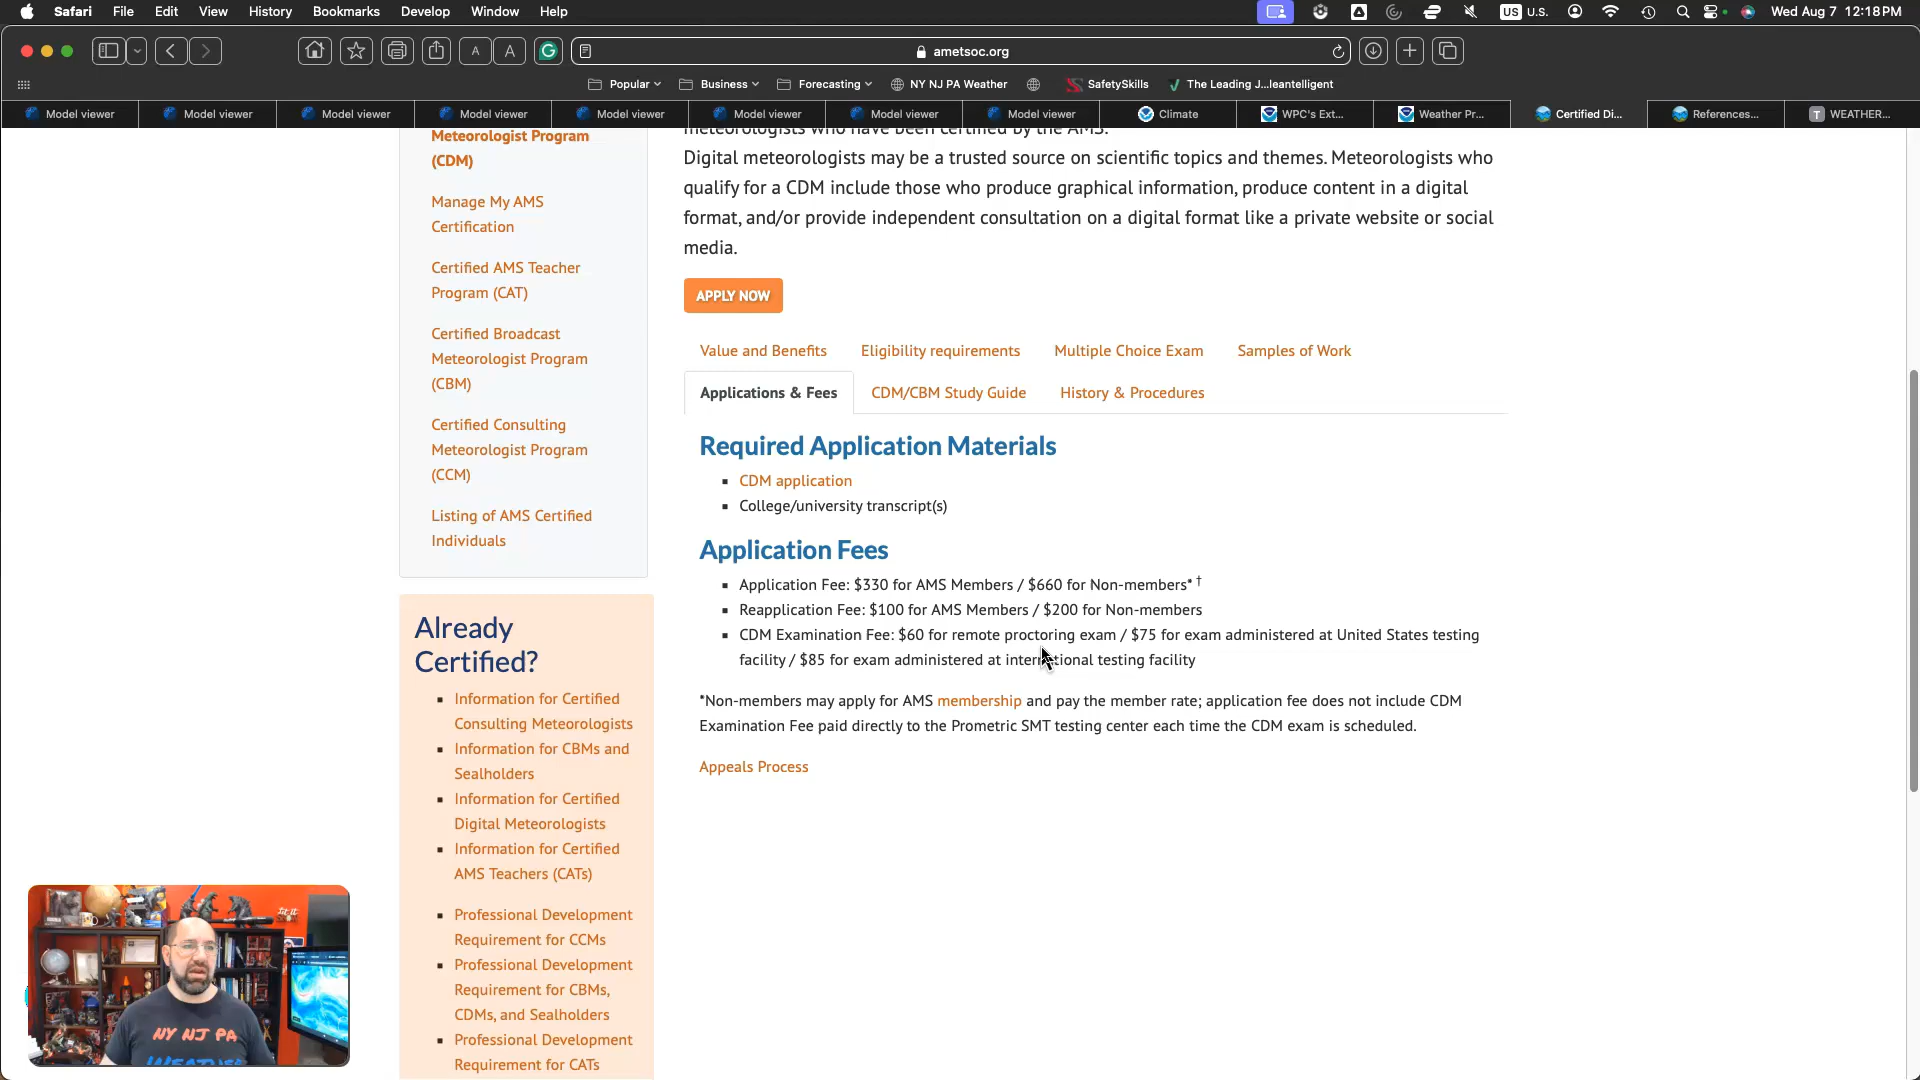 Safari File Edit View History Bookmarks Develop Window Help
US U.S. Wed Aug 7 12:18 PM
A A ametsoc.org
Popular Business Forecasting NY NJ PA Weather SafetySkills The Leading J...leantelligent
Model viewer Model viewer Model viewer Model viewer Model viewer Model viewer Model viewer Model viewer Climate WPC's Ext... Weather Pr... Certified Di... References... T WEATHER...
Meteorologist Program
(CDM)
Manage My AMS
Certification
Certified AMS Teacher
Program (CAT)
Certified Broadcast
Meteorologist Program
(CBM)
Certified Consulting
Meteorologist Program
(CCM)
Listing of AMS Certified
Individuals
Already
Certified?
Information for Certified
Consulting Meteorologists
Information for CBMs and
Sealholders
Information for Certified
Digital Meteorologists
Information for Certified
AMS Teachers (CATs)
Professional Development
Requirement for CCMs
Professional Development
Requirement for CBMs,
CDMs, and Sealholders
Professional Development
Requirement for CATs
meteorologists who have been certified by the AMS.
Digital meteorologists may be a trusted source on scientific topics and themes. Meteorologists who
qualify for a CDM include those who produce graphical information, produce content in a digital
format, and/or provide independent consultation on a digital format like a private website or social
media.
APPLY NOW
Value and Benefits Eligibility requirements Multiple Choice Exam Samples of Work
Applications & Fees CDM/CBM Study Guide History & Procedures
Required Application Materials
CDM application
College/university transcript(s)
Application Fees
Application Fee: $330 for AMS Members / $660 for Non-members* †
Reapplication Fee: $100 for AMS Members / $200 for Non-members
CDM Examination Fee: $60 for remote proctoring exam / $75 for exam administered at United States testing
facility / $85 for exam administered at international testing facility
*Non-members may apply for AMS membership and pay the member rate; application fee does not include CDM
Examination Fee paid directly to the Prometric SMT testing center each time the CDM exam is scheduled.
Appeals Process
NY NJ PA
WEATHER